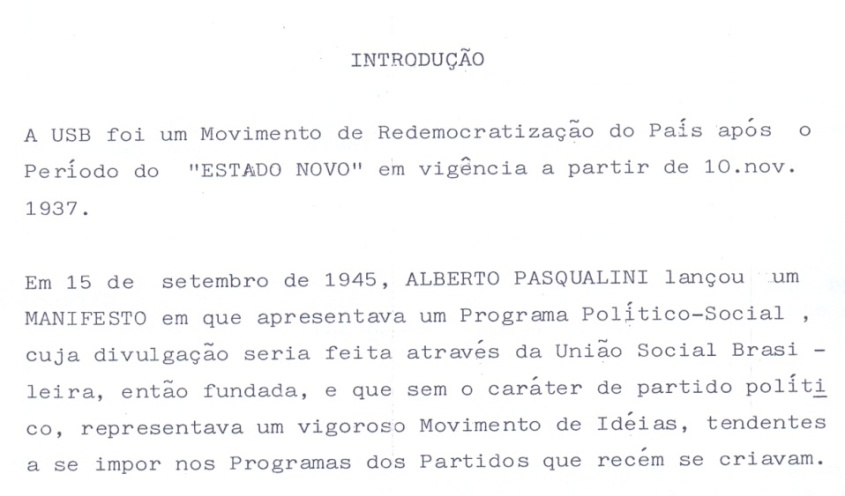 INTRODUÇÃO
A USB foi um Movimento de Redemocratização do País após o
Período do "ESTADO NOVO" em vigência a partir de 10.nov.
1937.
Em 15 de setembro de 1945, ALBERTO PASQUALINI lançou um
MANIFESTO em que apresentava um Programa Político-Social ,
cuja divulgação seria feita através da União Social Brasi -
leira, então fundada, e que sem o caráter de partido políti
co, representava um vigoroso Movimento de Idéias, tendentes
a se impor nos Programas dos Partidos que recém se criavam.